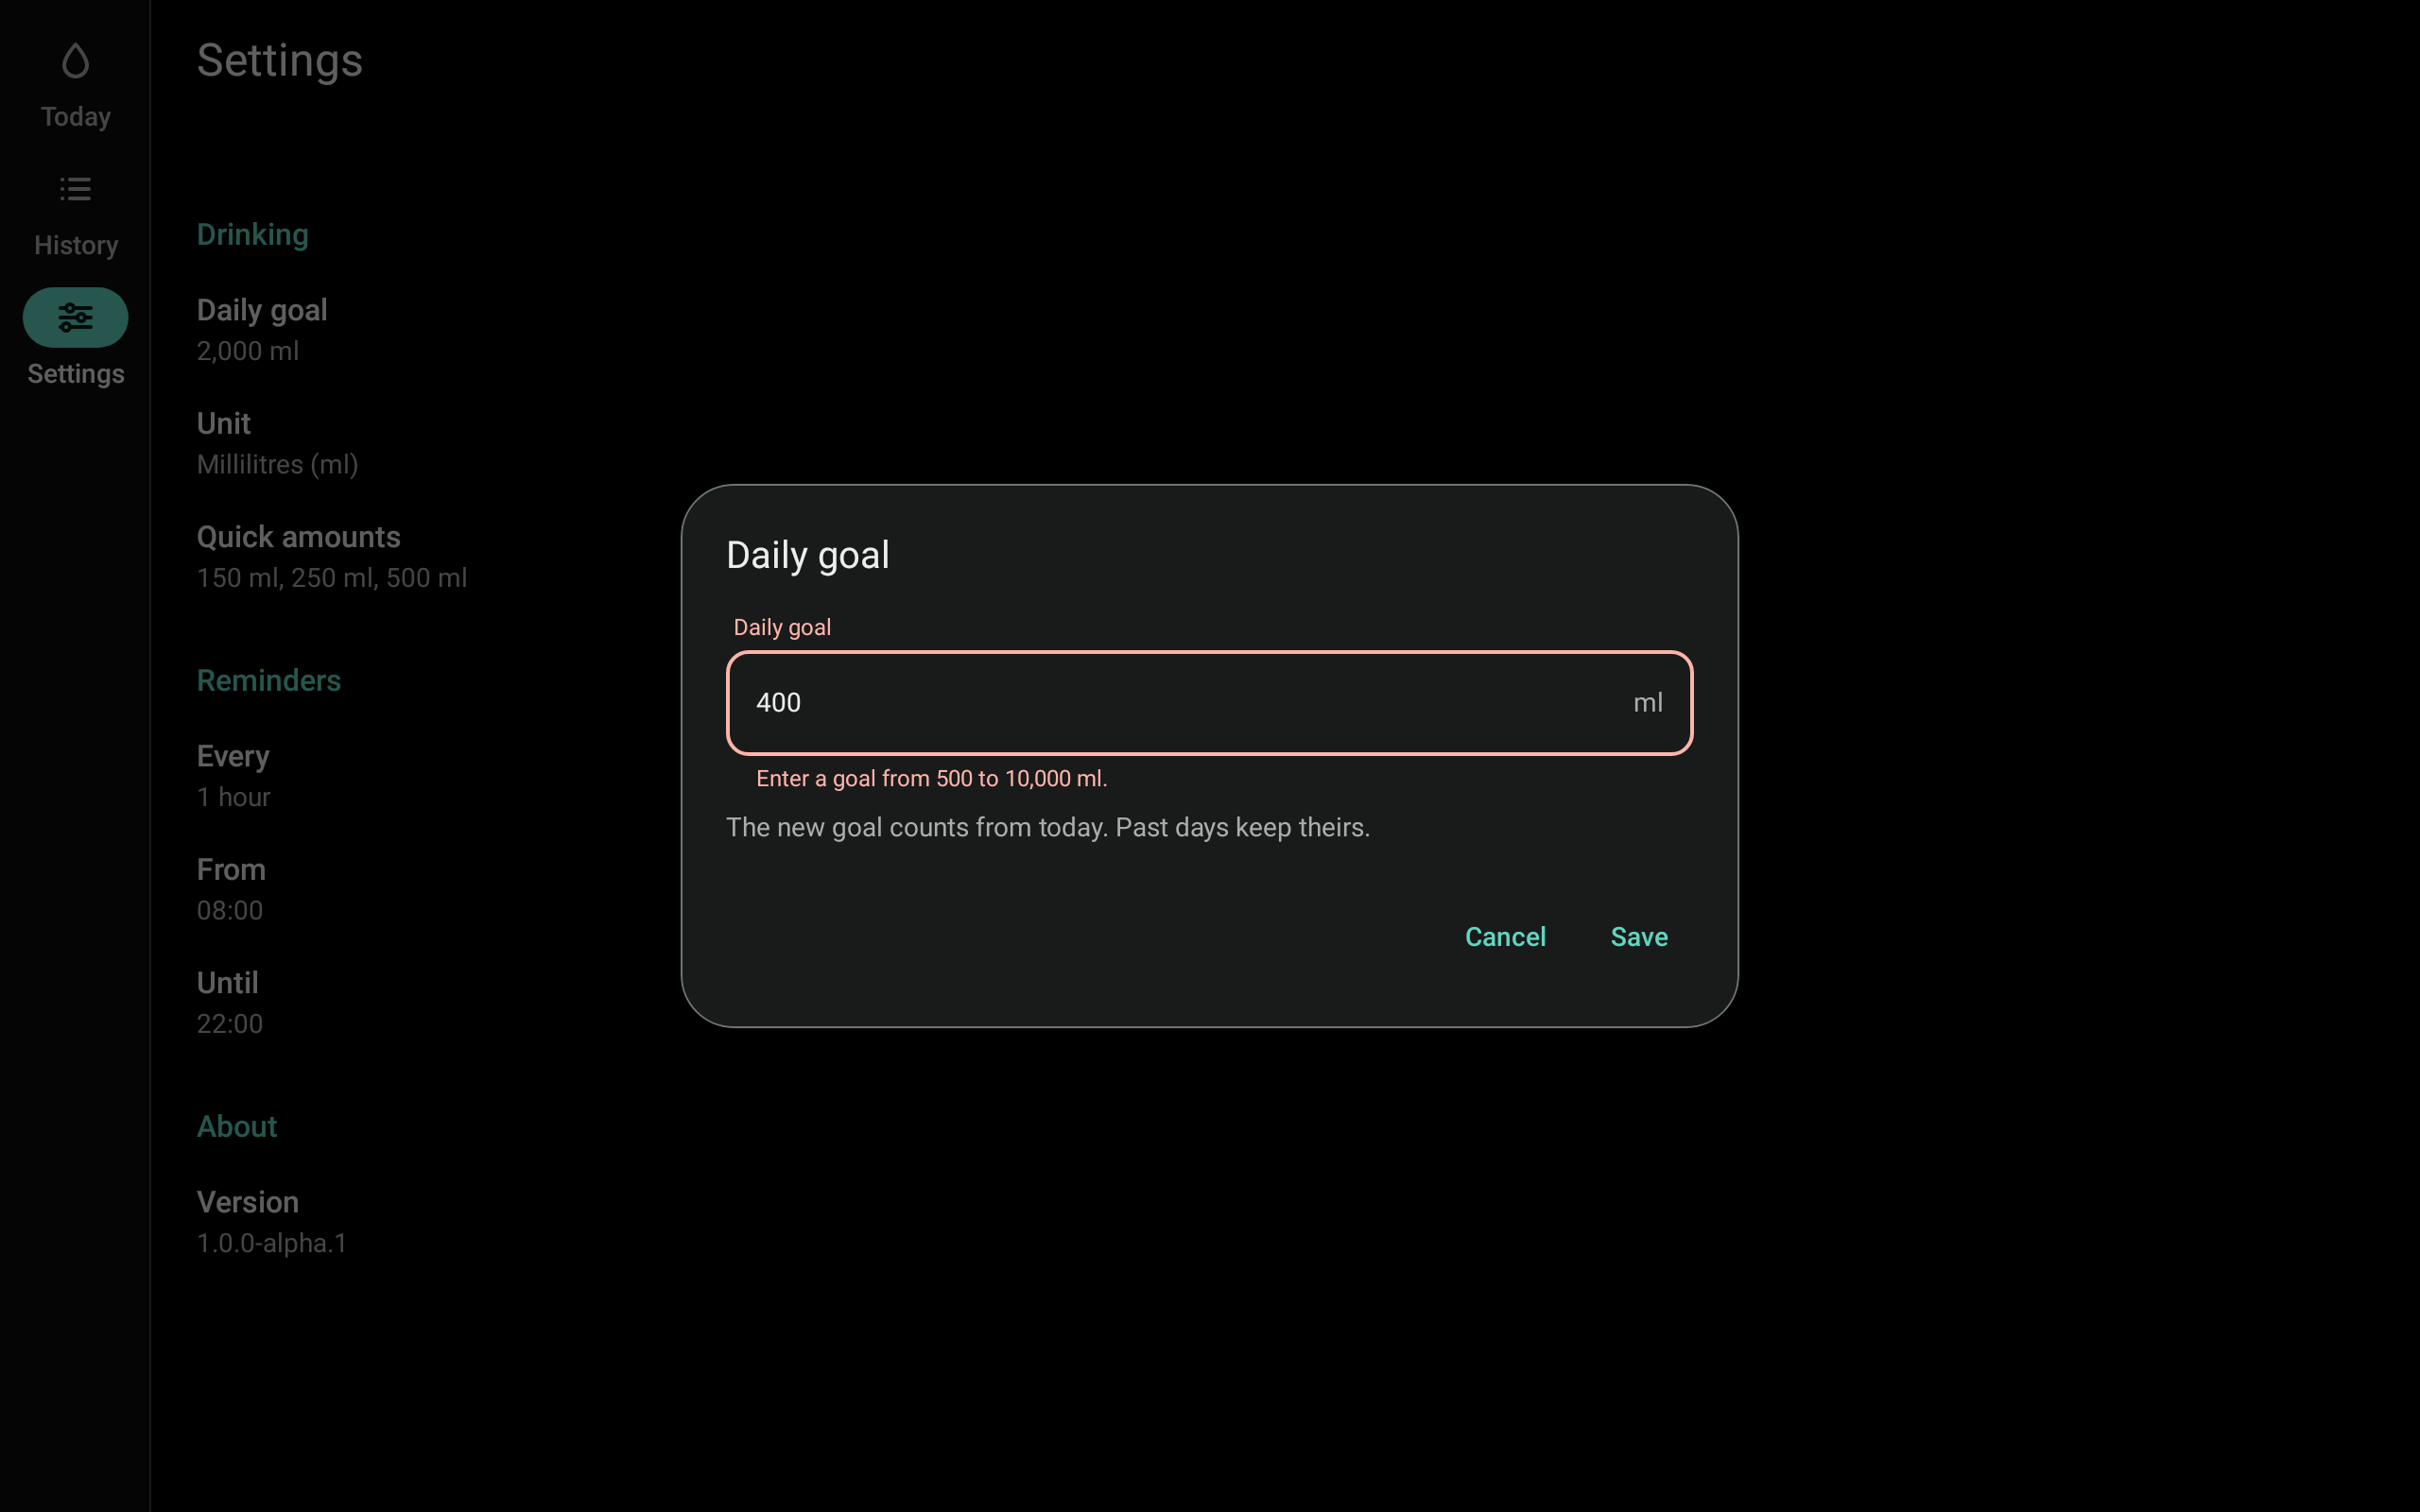 Settings
Today
History
Settings
Drinking
Daily goal
2,000 ml
Unit
Millilitres (ml)
Quick amounts
150 ml, 250 ml, 500 ml
Reminders
Every
1 hour
From
08:00
Until
22:00
About
Version
1.0.0-alpha.1
Daily goal
Daily goal
400 ml
Enter a goal from 500 to 10,000 ml.
The new goal counts from today. Past days keep theirs.
Cancel Save